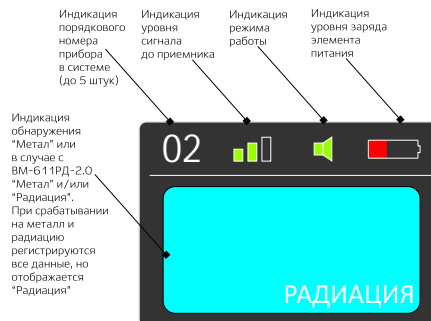 Индикация
порядкового
номера
прибора
в системе
(до 5 штук)
Индикация
уровня
сигнала
до приемника
Индикация
режима
работы
Индикация
уровня заряда
элемента
питания
Индикация
обнаружения
"Метал" или
в случае с
ВМ-611РД-2.0
"Метал" и/или
"Радиация".
При срабатывании
на металл и
радиацию
регистрируются
все данные, но
отображается
"Радиация"
02
РАДИАЦИЯ